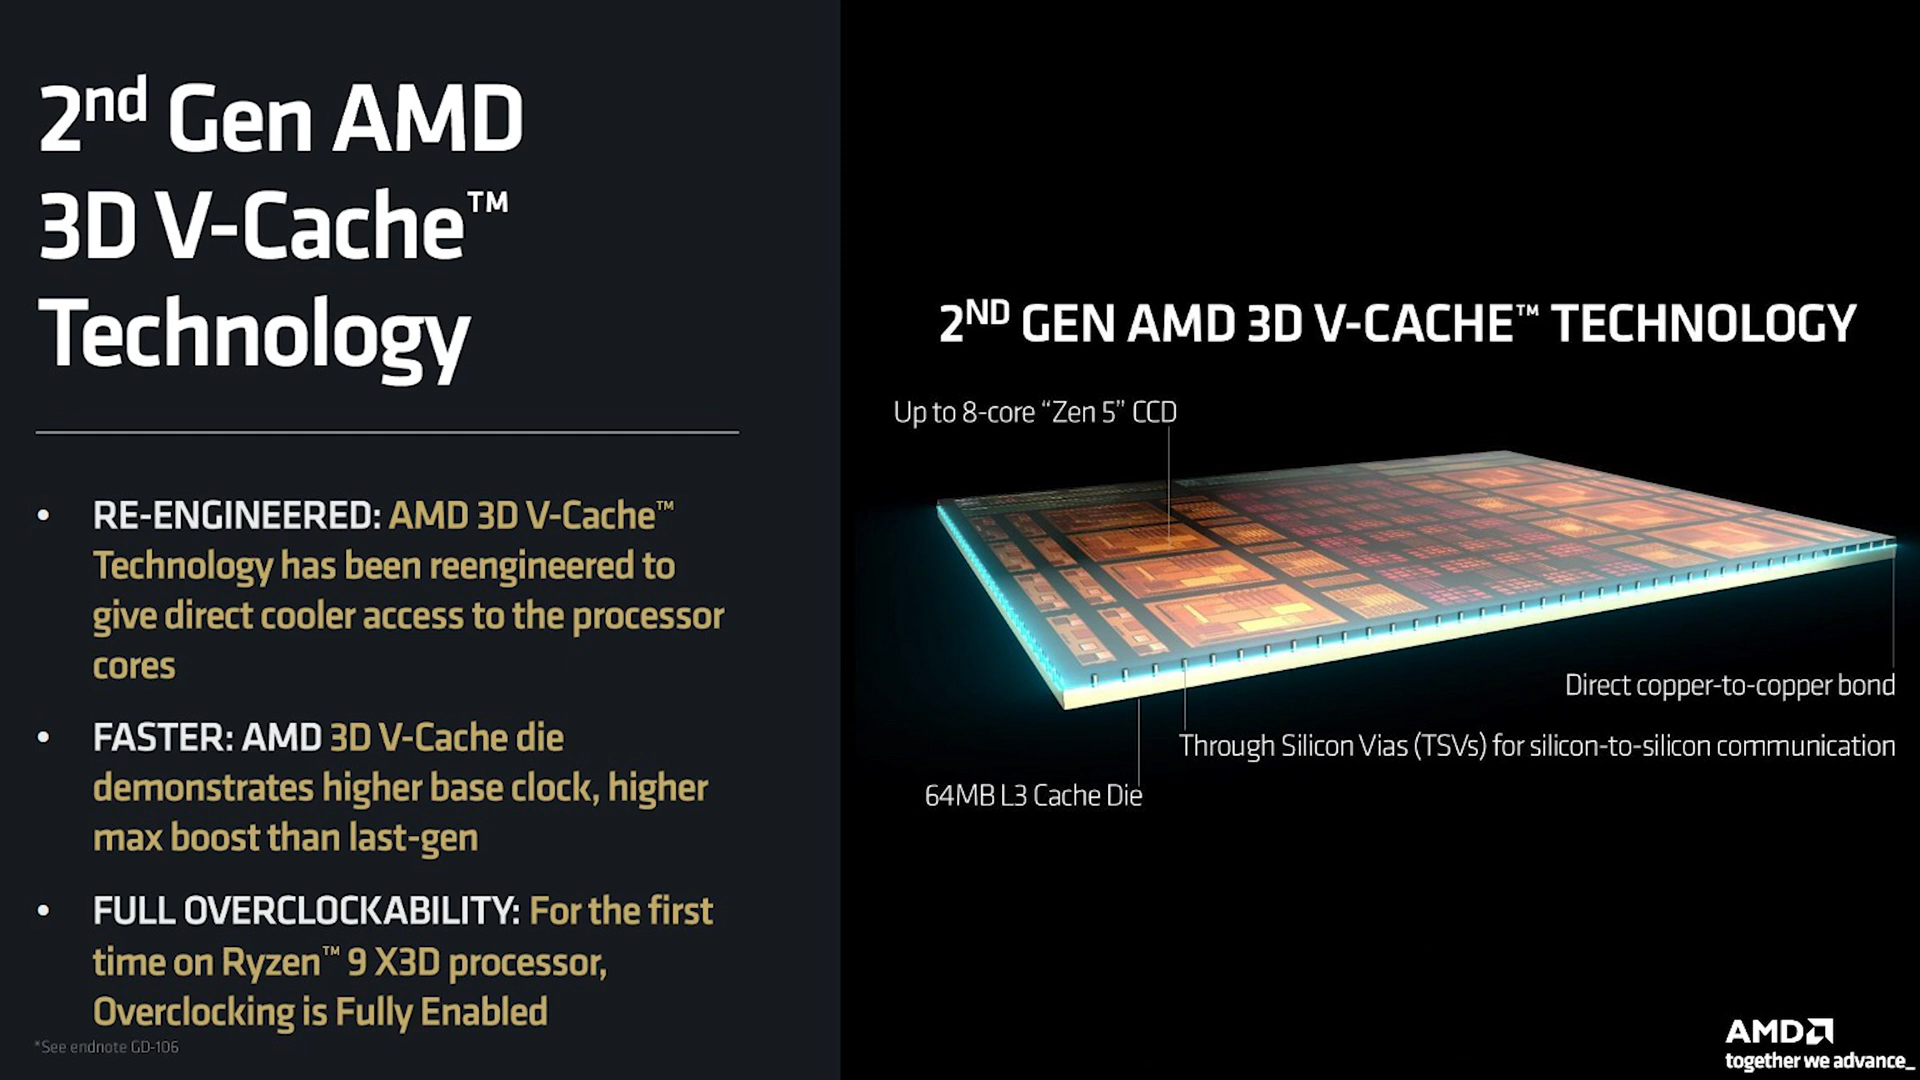 2nd Gen AMD
3D V-Cache™
Technology
• RE-ENGINEERED: AMD 3D V-Cache™
Technology has been reengineered to
give direct cooler access to the processor
cores
• FASTER: AMD 3D V-Cache die
demonstrates higher base clock, higher
max boost than last-gen
• FULL OVERCLOCKABILITY: For the first
time on Ryzen™ 9 X3D processor,
Overclocking is Fully Enabled
*See endnote GD-106
2ND GEN AMD 3D V-CACHE™ TECHNOLOGY
Up to 8-core “Zen 5” CCD
Direct copper-to-copper bond
Through Silicon Vias (TSVs) for silicon-to-silicon communication
64MB L3 Cache Die
AMD
together we advance_